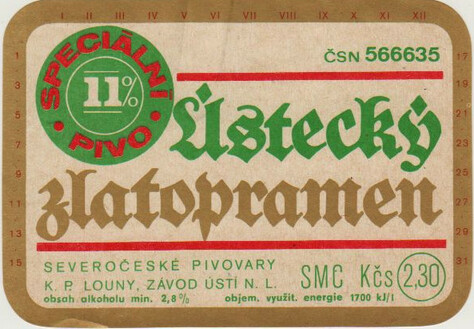 I II III IV V VI VII VIII IX X XI XII
SPECIÁLNÍ
11%
PIVO
ČSN 566635
Ústecký
zlatopramen
SEVEROČESKÉ PIVOVARY
K. P. LOUNY, ZÁVOD ÚSTÍ N. L.
SMC Kčs 2,30
obsah alkoholu min. 2,8% objem. využit. energie 1700 kJ/l
1
3
5
7
9
11
13
15
17
19
21
23
25
27
29
31